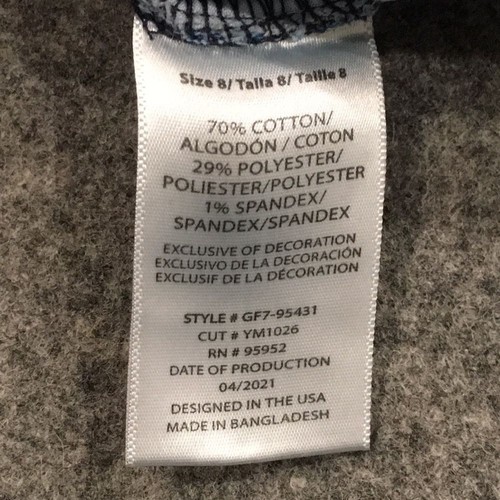 Size 8/ Talla 8/ Taille 8
70% COTTON/
ALGODÓN / COTON
29% POLYESTER/
POLIESTER/POLYESTER
1% SPANDEX/
SPANDEX/SPANDEX
EXCLUSIVE OF DECORATION
EXCLUSIVO DE LA DECORACIÓN
EXCLUSIF DE LA DÉCORATION
STYLE # GF7-95431
CUT # YM1026
RN # 95952
DATE OF PRODUCTION
04/2021
DESIGNED IN THE USA
MADE IN BANGLADESH